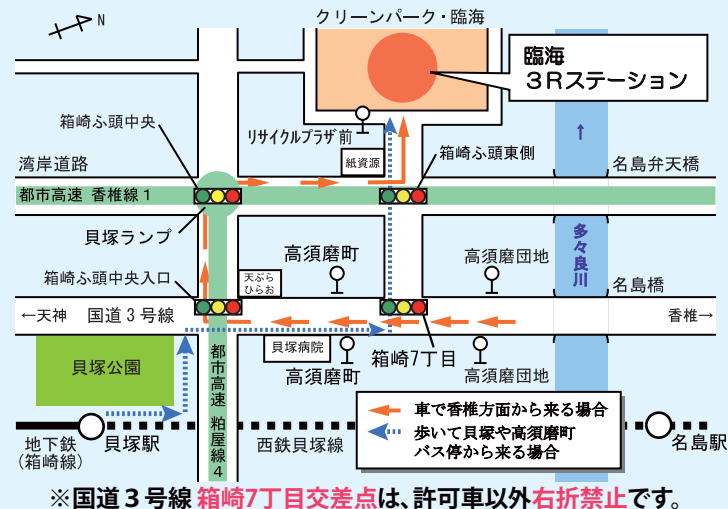 N
クリーンパーク・臨海
臨海
3Rステーション
箱崎ふ頭中央
リサイクルプラザ前
紙資源
箱崎ふ頭東側
湾岸道路
名島弁天橋
都市高速 香椎線1
貝塚ランプ
高須磨町
高須磨団地
多々良川
箱崎ふ頭中央入口
天ぷら
ひらお
名島橋
←天神 国道3号線
香椎→
貝塚公園
都市高速 粕屋線4
貝塚病院
高須磨町
箱崎7丁目
高須磨団地
車で香椎方面から来る場合
歩いて貝塚や高須磨町
バス停から来る場合
地下鉄
(箱崎線)
貝塚駅
西鉄貝塚線
名島駅
※国道3号線 箱崎7丁目交差点は、許可車以外右折禁止です。